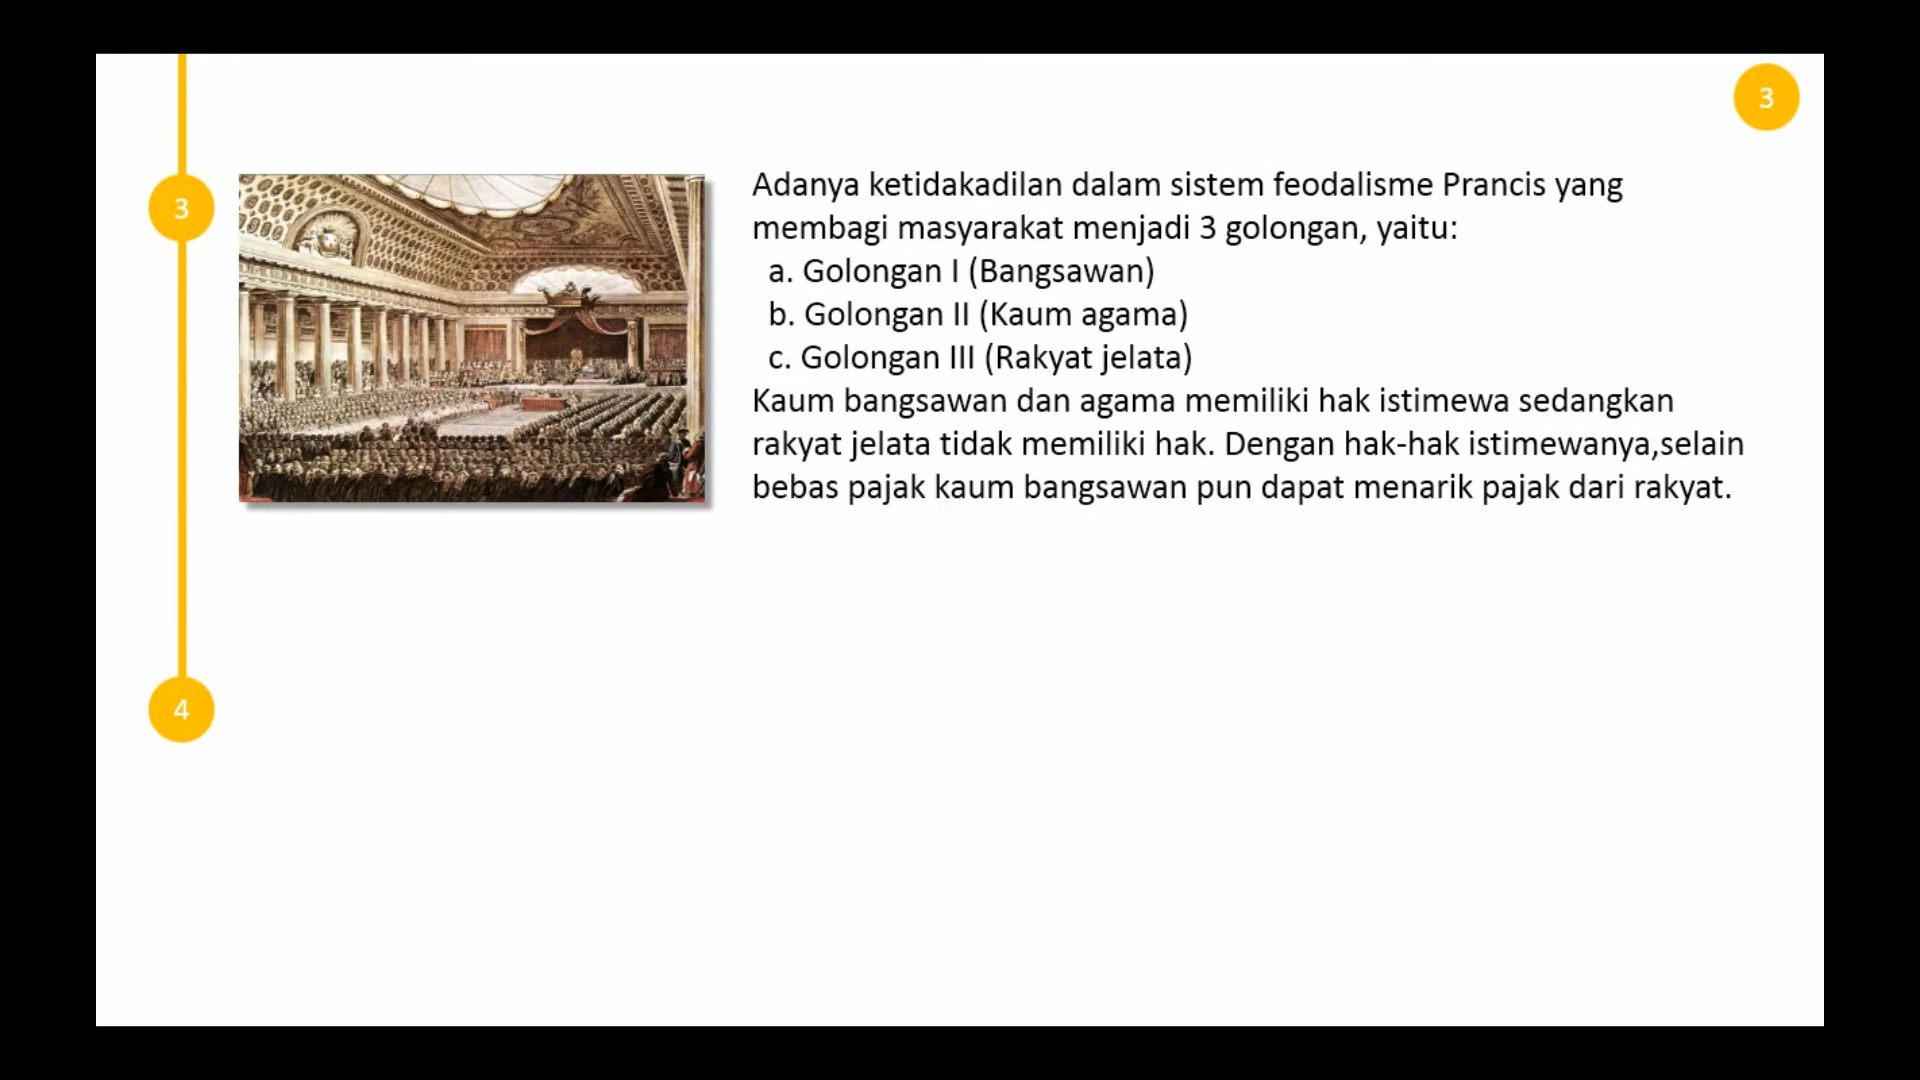 3
3
Adanya ketidakadilan dalam sistem feodalisme Prancis yang
membagi masyarakat menjadi 3 golongan, yaitu:
a. Golongan I (Bangsawan)
b. Golongan II (Kaum agama)
c. Golongan III (Rakyat jelata)
Kaum bangsawan dan agama memiliki hak istimewa sedangkan
rakyat jelata tidak memiliki hak. Dengan hak-hak istimewanya,selain
bebas pajak kaum bangsawan pun dapat menarik pajak dari rakyat.
4